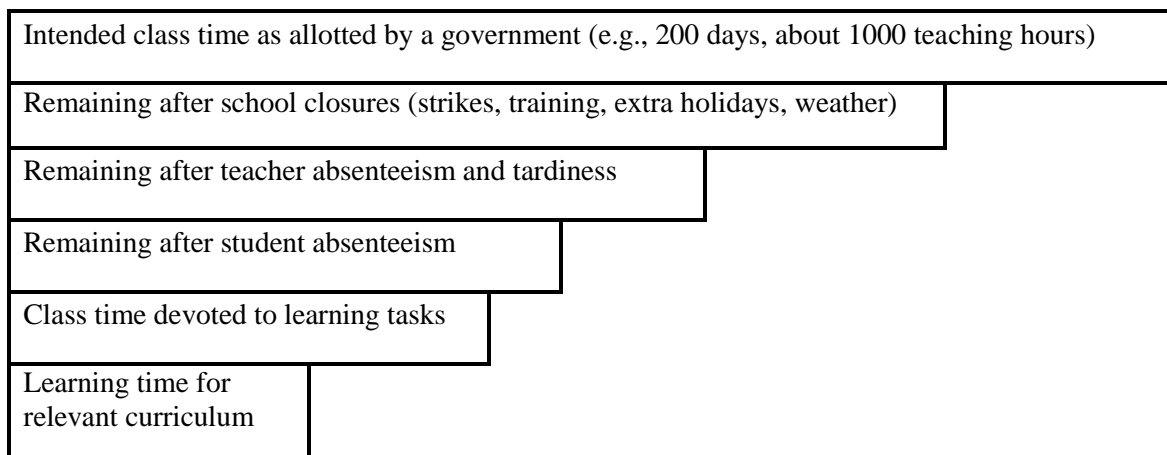 Intended class time as allotted by a government (e.g., 200 days, about 1000 teaching hours)
Remaining after school closures (strikes, training, extra holidays, weather)
Remaining after teacher absenteeism and tardiness
Remaining after student absenteeism
Class time devoted to learning tasks
Learning time for
relevant curriculum